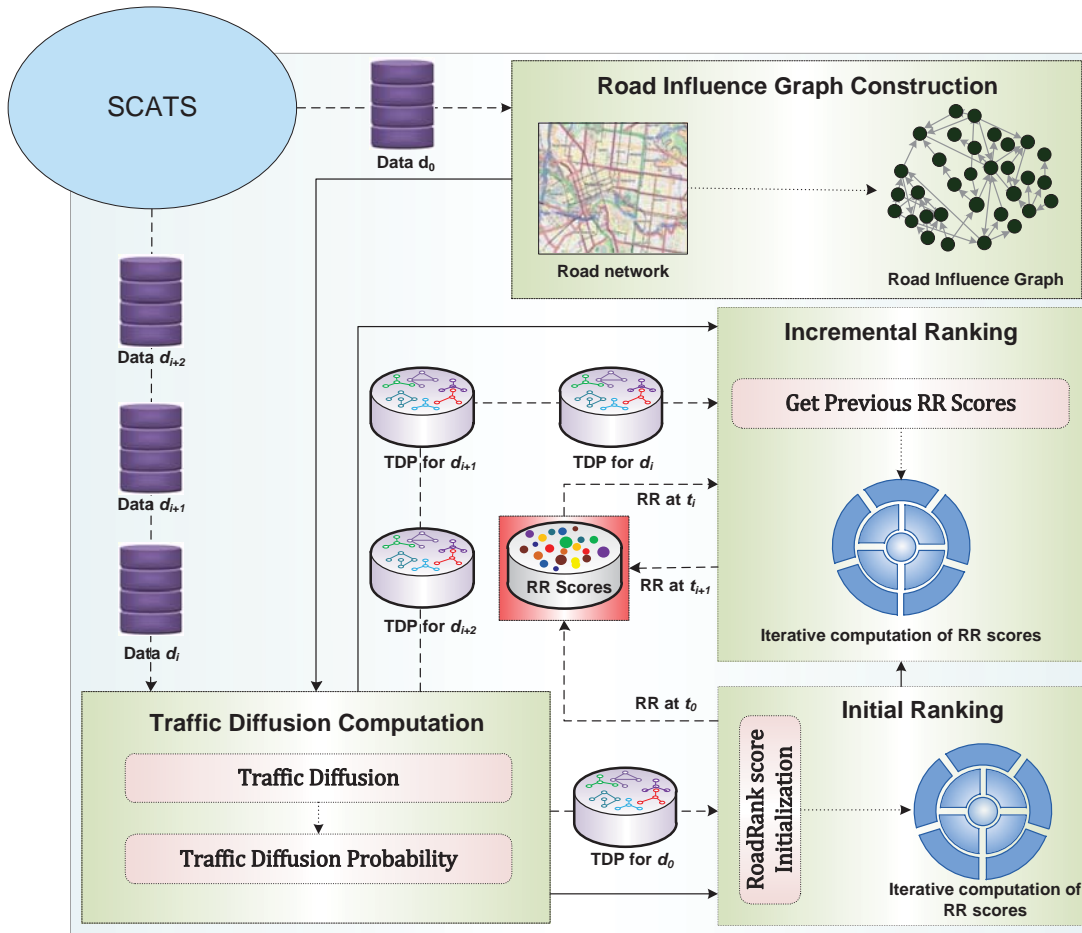 SCATS
Data d0
Road Influence Graph Construction
Road network
Road Influence Graph
Data di+2
Data di+1
Data di
Incremental Ranking
Get Previous RR Scores
Iterative computation of RR scores
TDP for di+1
TDP for di
TDP for di+2
RR at ti
RR Scores
RR at ti+1
RR at t0
Traffic Diffusion Computation
Traffic Diffusion
Traffic Diffusion Probability
TDP for d0
Initial Ranking
RoadRank score
Initialization
Iterative computation of
RR scores